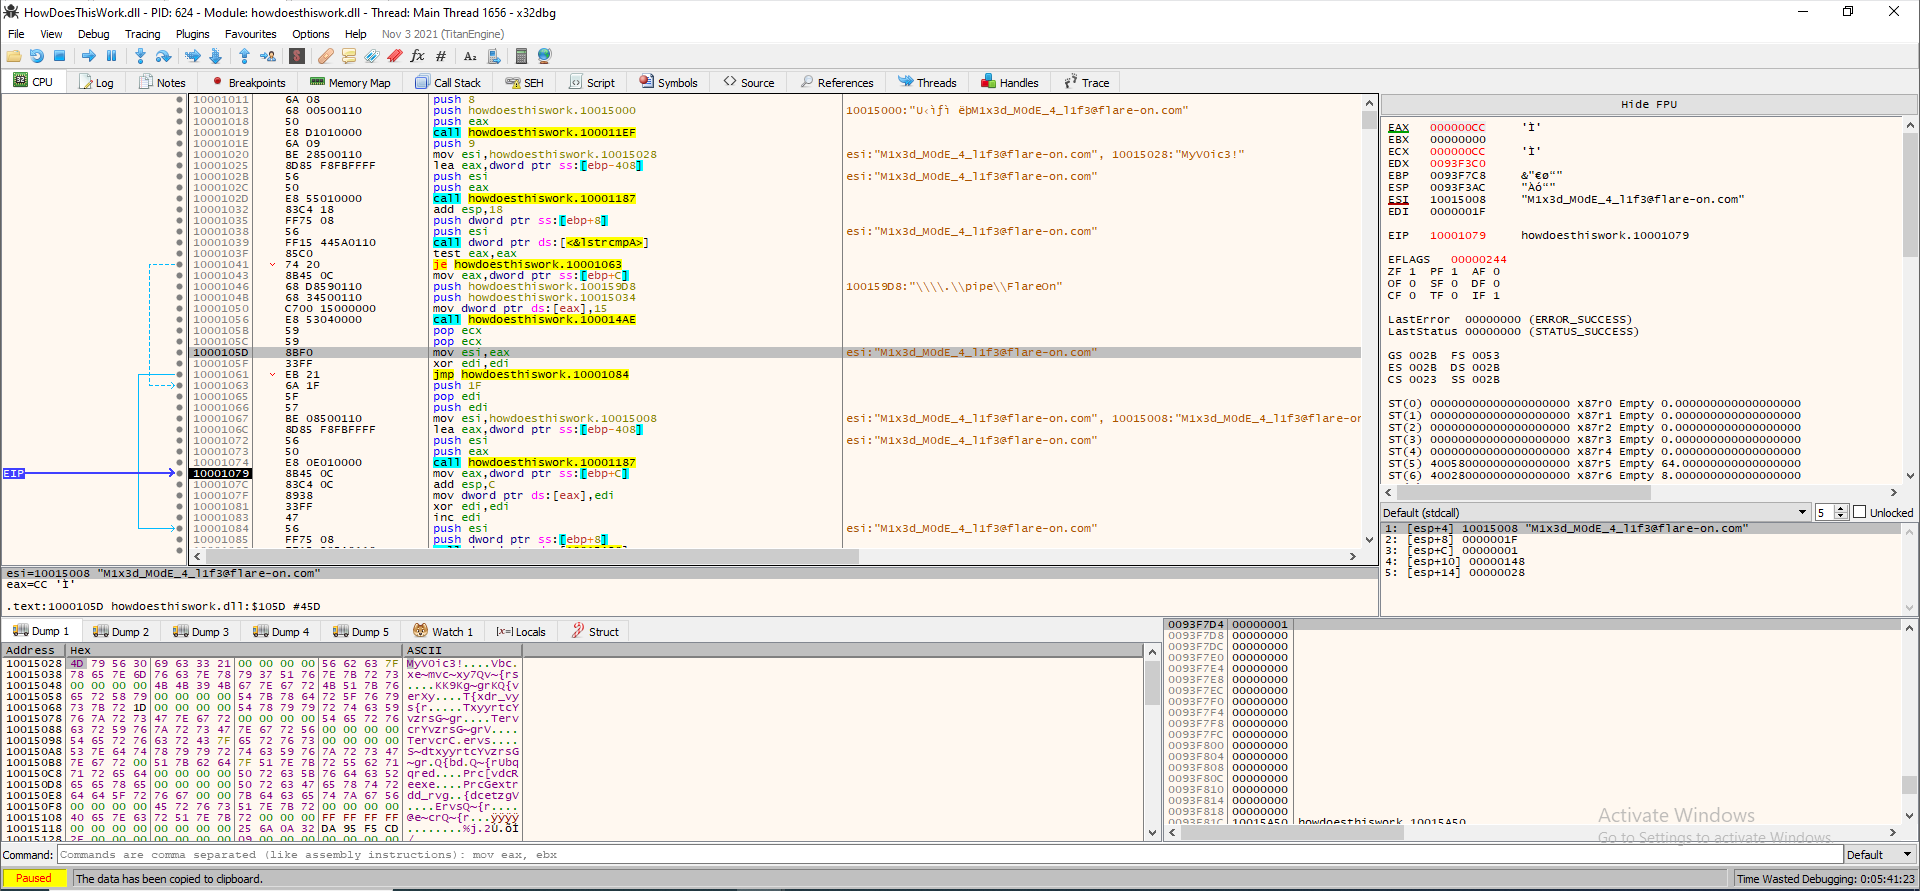 HowDoesThisWork.dll - PID: 624 - Module: howdoesthiswork.dll - Thread: Main Thread 1656 - x32dbg
File View Debug Tracing Plugins Favourites Options Help Nov 3 2021 (TitanEngine)
CPU Log Notes Breakpoints Memory Map Call Stack SEH Script Symbols Source References Threads Handles Trace
10001011 6A 08 push 8
10001013 68 00500110 push howdoesthiswork.10015000
10001018 50 push eax
10001019 E8 D1010000 call howdoesthiswork.100011EF
1000101E 6A 09 push 9
10001020 BE 28500110 mov esi,howdoesthiswork.10015028 esi:"M1x3d_M0dE_4_l1f3@flare-on.com", 10015028:"MyV0ic3!"
10001025 8D85 F8FBFFFF lea eax,dword ptr ss:[ebp-408]
1000102B 56 push esi esi:"M1x3d_M0dE_4_l1f3@flare-on.com"
1000102C 50 push eax
1000102D E8 55010000 call howdoesthiswork.10001187
10001032 83C4 18 add esp,18
10001035 FF75 08 push dword ptr ss:[ebp+8]
10001038 56 push esi esi:"M1x3d_M0dE_4_l1f3@flare-on.com"
10001039 FF15 445A0110 call dword ptr ds:[<&lstrcmpA>]
1000103F 85C0 test eax,eax
10001041 74 20 je howdoesthiswork.10001063
10001043 8B45 0C mov eax,dword ptr ss:[ebp+C]
10001046 68 D8590110 push howdoesthiswork.100159D8 100159D8:"\\\\.\\pipe\\FlareOn"
1000104B 68 34500110 push howdoesthiswork.10015034
10001050 C700 15000000 mov dword ptr ds:[eax],15
10001056 E8 53040000 call howdoesthiswork.100014AE
1000105B 59 pop ecx
1000105C 59 pop ecx
1000105D 8BF0 mov esi,eax esi:"M1x3d_M0dE_4_l1f3@flare-on.com"
1000105F 33FF xor edi,edi
10001061 EB 21 jmp howdoesthiswork.10001084
10001063 6A 1F push 1F
10001065 5F pop edi
10001066 57 push edi
10001067 BE 08500110 mov esi,howdoesthiswork.10015008 esi:"M1x3d_M0dE_4_l1f3@flare-on.com", 10015008:"M1x3d_M0dE_4_l1f3@flare-or
1000106C 8D85 F8FBFFFF lea eax,dword ptr ss:[ebp-408]
10001072 56 push esi esi:"M1x3d_M0dE_4_l1f3@flare-on.com"
10001073 50 push eax
10001074 E8 0E010000 call howdoesthiswork.10001187
EIP 10001079 8B45 0C mov eax,dword ptr ss:[ebp+C]
1000107C 83C4 0C add esp,C
1000107F 8938 mov dword ptr ds:[eax],edi
10001081 33FF xor edi,edi
10001083 47 inc edi
10001084 56 push esi esi:"M1x3d_M0dE_4_l1f3@flare-on.com"
10001085 FF75 08 push dword ptr ss:[ebp+8]
esi=10015008 "M1x3d_M0dE_4_l1f3@flare-on.com"
eax=CC 'Ì'
.text:1000105D howdoesthiswork.dll:$105D #45D
Hide FPU
EAX 000000CC 'Ì'
EBX 00000000
ECX 000000CC 'Ì'
EDX 0093F3C0
EBP 0093F7C8 &"€ø“"
ESP 0093F3AC "Àó“"
ESI 10015008 "M1x3d_M0dE_4_l1f3@flare-on.com"
EDI 0000001F
EIP 10001079 howdoesthiswork.10001079
EFLAGS 00000244
ZF 1 PF 1 AF 0
OF 0 SF 0 DF 0
CF 0 TF 0 IF 1
LastError 00000000 (ERROR_SUCCESS)
LastStatus 00000000 (STATUS_SUCCESS)
GS 002B FS 0053
ES 002B DS 002B
CS 0023 SS 002B
ST(0) 00000000000000000000 x87r0 Empty 0.000000000000000000
ST(1) 00000000000000000000 x87r1 Empty 0.000000000000000000
ST(2) 00000000000000000000 x87r2 Empty 0.000000000000000000
ST(3) 00000000000000000000 x87r3 Empty 0.000000000000000000
ST(4) 00000000000000000000 x87r4 Empty 0.000000000000000000
ST(5) 40058000000000000000 x87r5 Empty 64.00000000000000000
ST(6) 40028000000000000000 x87r6 Empty 8.000000000000000000
Default (stdcall) 5 Unlocked
1: [esp+4] 10015008 "M1x3d_M0dE_4_l1f3@flare-on.com"
2: [esp+8] 0000001F
3: [esp+C] 00000001
4: [esp+10] 00000148
5: [esp+14] 00000028
Dump 1 Dump 2 Dump 3 Dump 4 Dump 5 Watch 1 [x=] Locals Struct
Address Hex ASCII
10015028 4D 79 56 30 69 63 33 21 00 00 00 00 56 62 63 7F MyV0ic3!....Vbc.
10015038 78 65 7E 6D 76 63 7E 78 79 37 51 76 7E 7B 72 73 xe~mvc~xy7Qv~{rs
10015048 00 00 00 00 4B 4B 39 4B 67 7E 67 72 4B 51 7B 76 ....KK9Kg~grKQ{v
10015058 65 72 58 79 00 00 00 00 54 7B 78 64 72 5F 76 79 erXy....T{xdr_vy
10015068 73 7B 72 1D 00 00 00 00 54 78 79 79 72 74 63 59 s{r.....TxyyrtcY
10015078 76 7A 72 73 47 7E 67 72 00 00 00 00 54 65 72 76 vzrsG~gr....Terv
10015088 63 72 59 76 7A 72 73 47 7E 67 72 56 00 00 00 00 crYvzrsG~grV....
10015098 54 65 72 76 63 72 43 7F 65 72 76 73 00 00 00 00 TervcrC.ervs....
100150A8 53 7E 64 74 78 79 79 72 74 63 59 76 7A 72 73 47 S~dtxyyrtcYvzrsG
100150B8 7E 67 72 00 51 7B 62 64 7F 51 7E 7B 72 55 62 71 ~gr.Q{bd.Q~{rUbq
100150C8 71 72 65 64 00 00 00 00 50 72 63 5B 76 64 63 52 qred....Prc[vdcR
100150D8 65 65 78 65 00 00 00 00 50 72 63 47 65 78 74 72 eexe....PrcGextr
100150E8 64 64 5F 72 76 67 00 00 7B 64 63 65 74 7A 67 56 dd_rvg..{dcetzgV
100150F8 00 00 00 00 45 72 76 73 51 7E 7B 72 00 00 00 00 ....ErvsQ~{r....
10015108 40 65 7E 63 72 51 7E 7B 72 00 00 00 FF FF FF FF @e~crQ~{r...ÿÿÿÿ
10015118 00 00 00 00 00 00 00 00 25 6A 0A 32 DA 95 F5 CD ........%j.2Ú.õÍ
0093F7D4 00000001
0093F7D8 00000000
0093F7DC 00000000
0093F7E0 00000000
0093F7E4 00000000
0093F7E8 00000000
0093F7EC 00000000
0093F7F0 00000000
0093F7F4 00000000
0093F7F8 00000000
0093F7FC 00000000
0093F800 00000000
0093F804 00000000
0093F808 00000000
0093F80C 00000000
0093F810 00000000
0093F814 00000000
0093F818 00000000
0093F81C 10015A50 howdoesthiswork.10015A50
Activate Windows
Go to Settings to activate Windows.
Command: Commands are comma separated (like assembly instructions): mov eax, ebx Default
Paused The data has been copied to clipboard. Time Wasted Debugging: 0:05:41:23